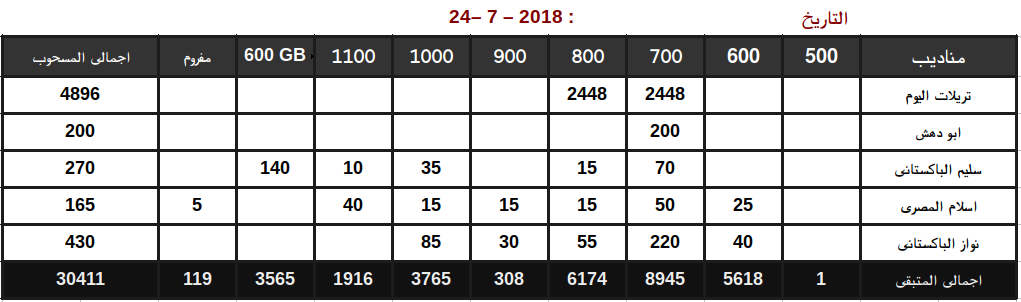 التاريخ : 2018 – 7 –24
مناديب 500 600 700 800 900 1000 1100 600 GB مفروم اجمالى المسحوب
تريلات اليوم 2448 2448 4896
ابو دهش 200 200
سليم الباكستانى 70 15 35 10 140 270
اسلام المصرى 25 50 15 15 15 40 5 165
نواز الباكستانى 40 220 55 30 85 430
اجمالى المتبقى 1 5618 8945 6174 308 3765 1916 3565 119 30411